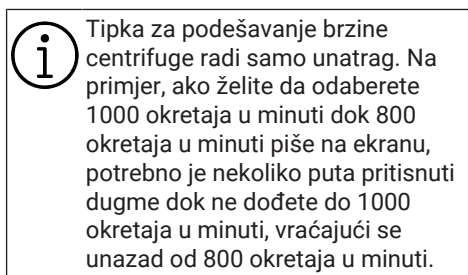 Tipka za podešavanje brzine
centrifuge radi samo unatrag. Na
primjer, ako želite da odaberete
1000 okretaja u minuti dok 800
okretaja u minuti piše na ekranu,
potrebno je nekoliko puta pritisnuti
dugme dok ne dođete do 1000
okretaja u minuti, vraćajući se
unazad od 800 okretaja u minuti.